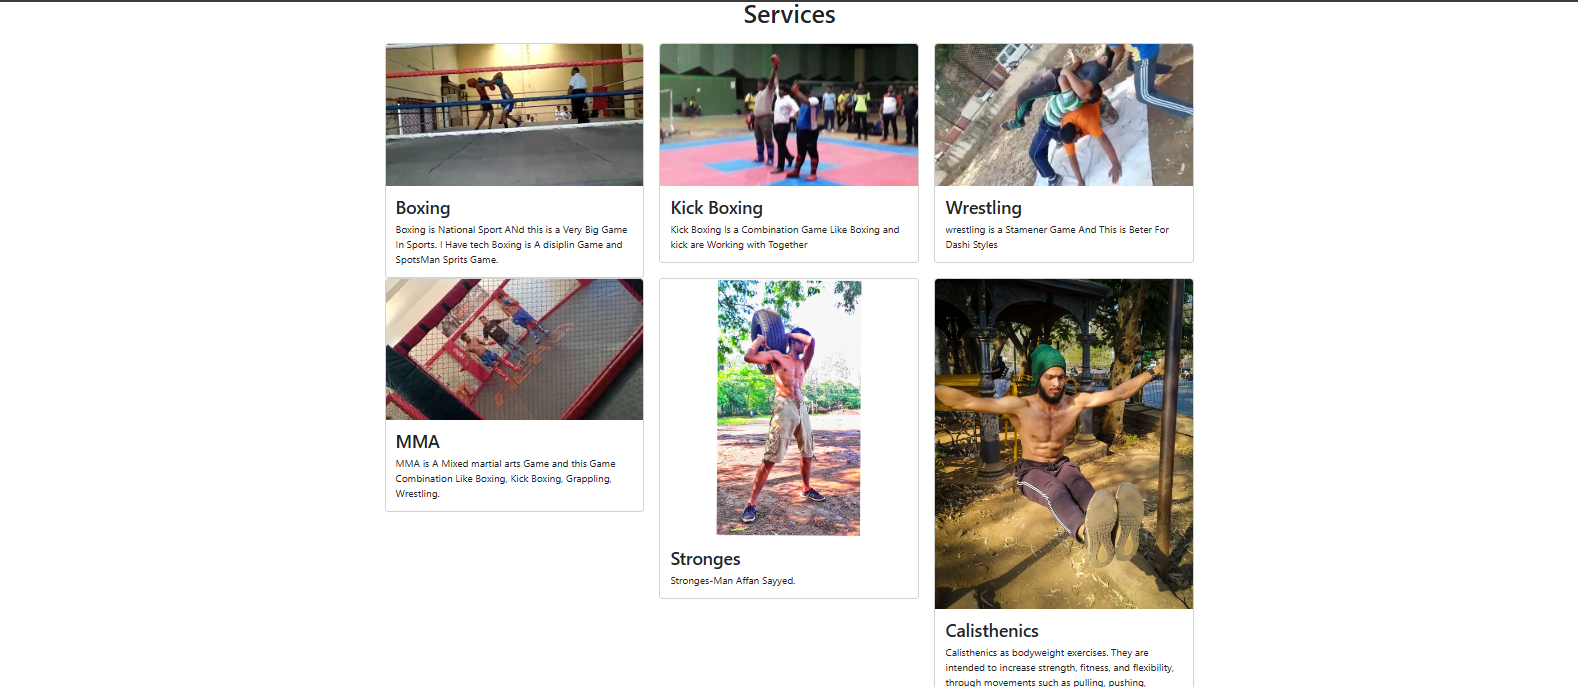 Services
Boxing
Boxing is National Sport ANd this is a Very Big Game
In Sports. I Have tech Boxing is A disiplin Game and
SpotsMan Sprits Game.
Kick Boxing
Kick Boxing Is a Combination Game Like Boxing and
kick are Working with Together
Wrestling
wrestling is a Stamener Game And This is Beter For
Dashi Styles
MMA
MMA is A Mixed martial arts Game and this Game
Combination Like Boxing, Kick Boxing, Grappling,
Wrestling.
Stronges
Stronges-Man Affan Sayyed.
Calisthenics
Calisthenics as bodyweight exercises. They are
intended to increase strength, fitness, and flexibility,
through movements such as pulling, pushing,